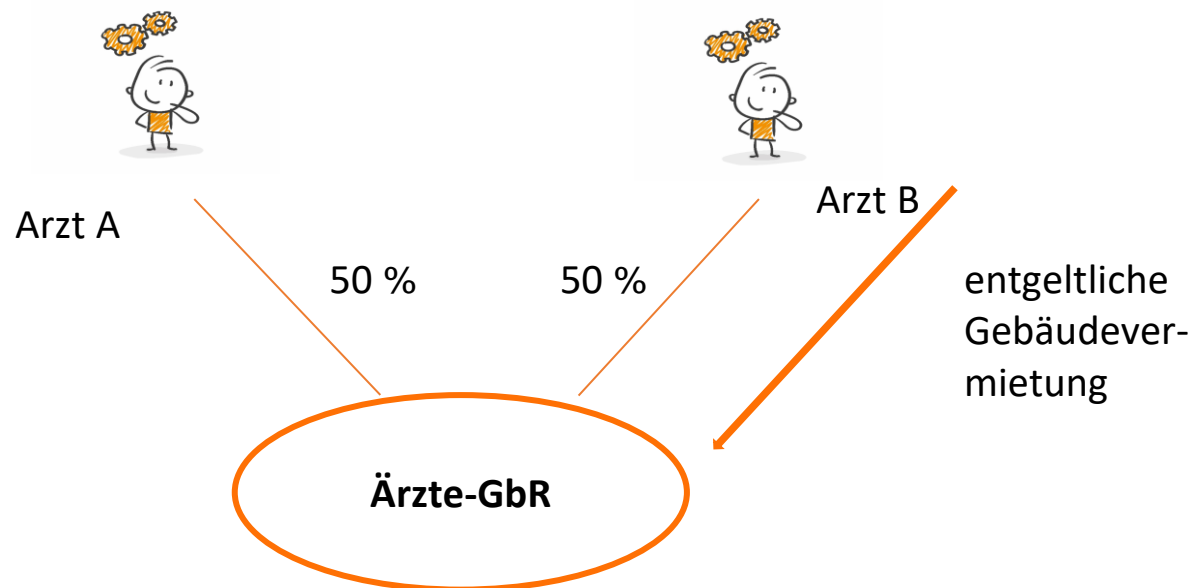 Arzt A
Arzt B
50 %
50 %
entgeltliche
Gebäudever-
mietung
Ärzte-GbR